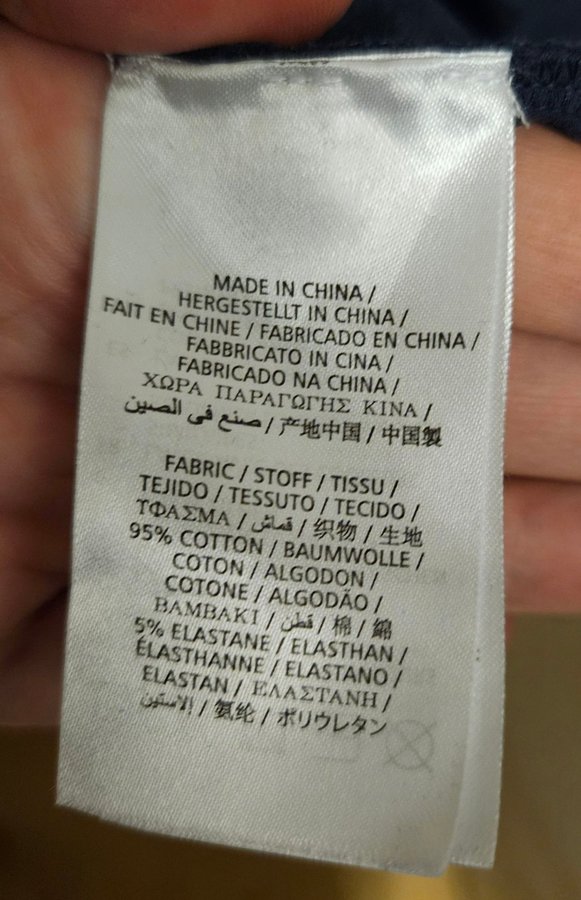 MADE IN CHINA /
HERGESTELLT IN CHINA /
FAIT EN CHINE / FABRICADO EN CHINA /
FABBRICATO IN CINA /
FABRICADO NA CHINA /
ΧΩΡΑ ΠΑΡΑΓΩΓΗΣ ΚΙΝΑ /
صنع في الصين / 产地中国 / 中国製
FABRIC / STOFF / TISSU /
TEJIDO / TESSUTO / TECIDO /
ΤΦΑΣΜΑ / قماش / 织物 / 生地
95% COTTON / BAUMWOLLE /
COTON / ALGODON /
COTONE / ALGODÃO /
ΒΑΜΒΑΚΙ / قطن / 棉 / 綿
5% ELASTANE / ELASTHAN /
ÉLASTHANNE / ELASTANO /
ELASTAN / ΕΛΑΣΤΑΝΗ /
الاستين / 氨纶 / ポリウレタン